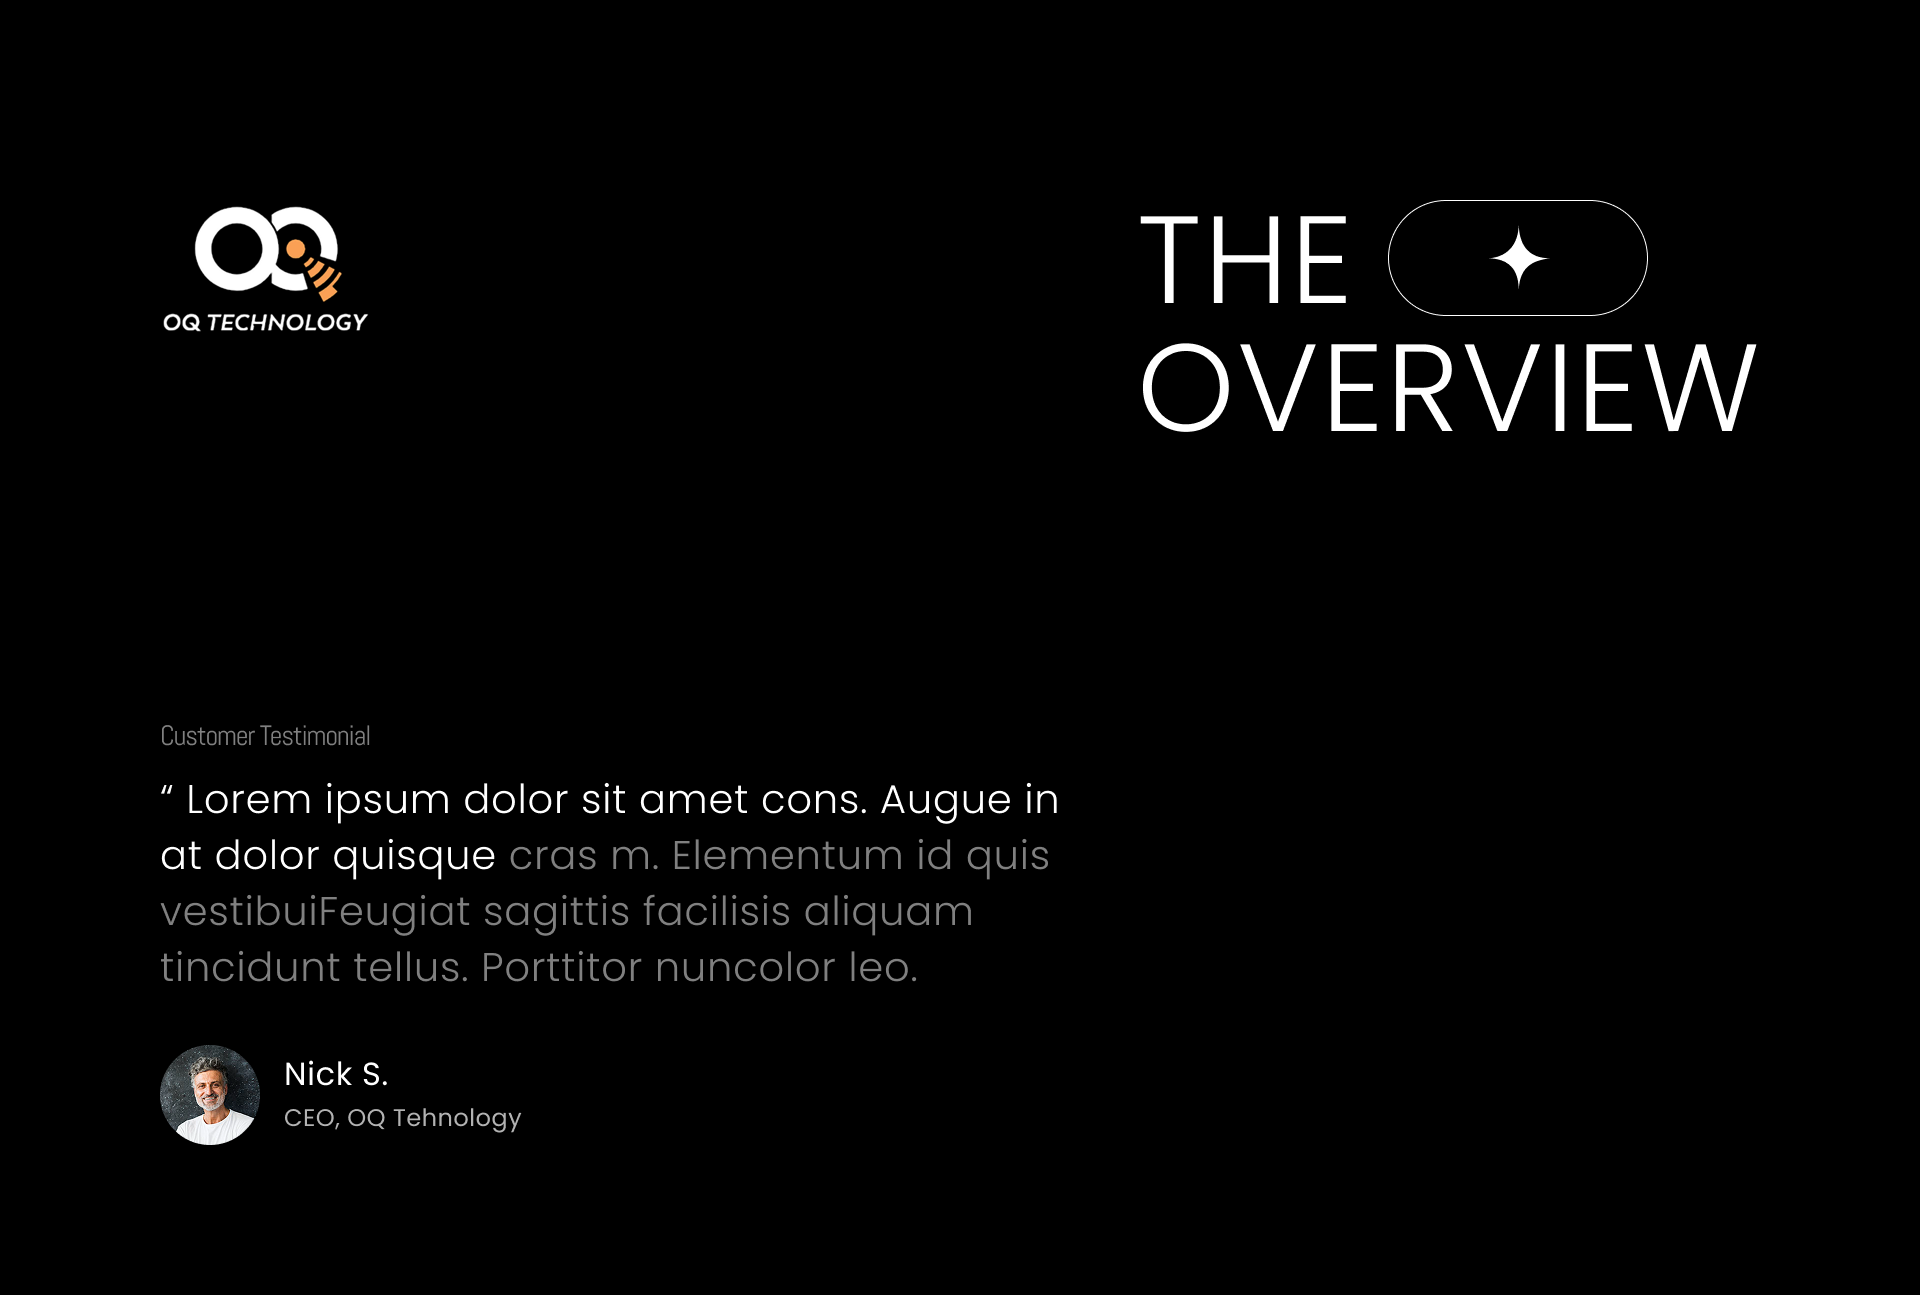 OQ TECHNOLOGY
THE
OVERVIEW
Customer Testimonial
“ Lorem ipsum dolor sit amet cons. Augue in
at dolor quisque cras m. Elementum id quis
vestibuiFeugiat sagittis facilisis aliquam
tincidunt tellus. Porttitor nuncolor leo.
Nick S.
CEO, OQ Tehnology